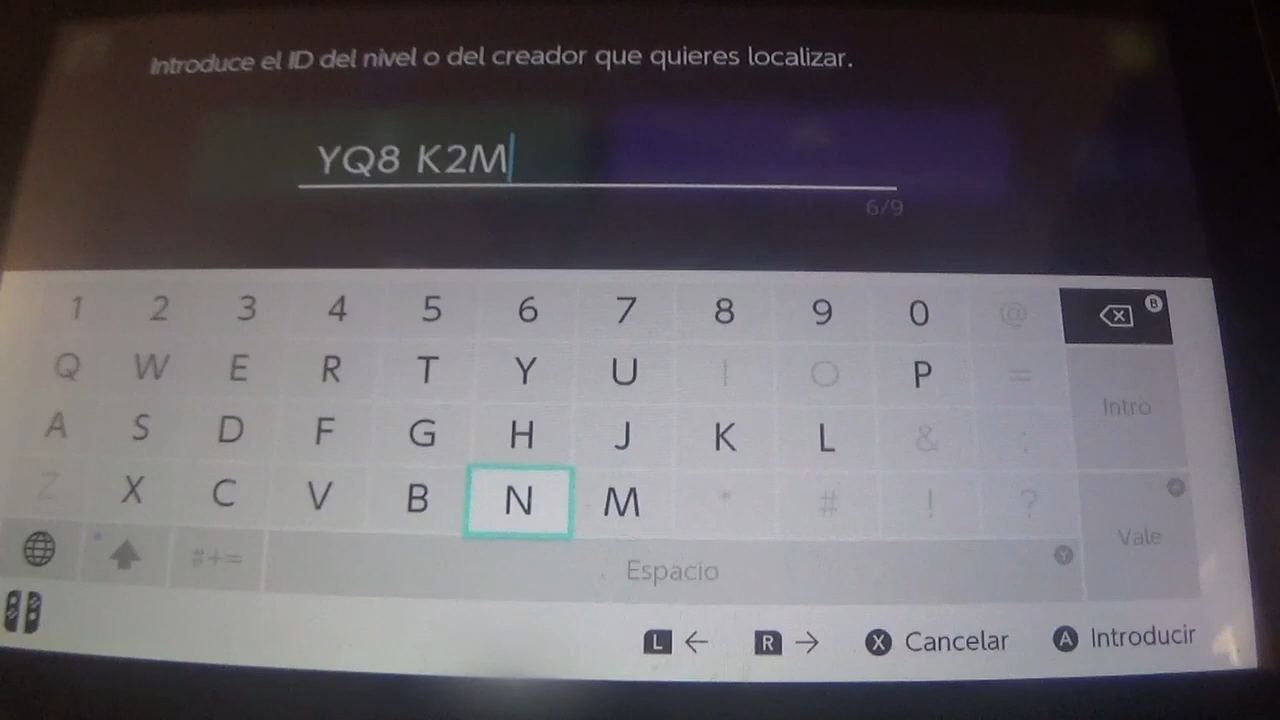 Introduce el ID del nivel o del creador que quieres localizar.
YQ8 K2M
6/9
1 2 3 4 5 6 7 8 9 0 @ B
Q W E R T Y U I O P =
Intro
A S D F G H J K L & :
Z X C V B N M * # ! ?
Vale
#+= Espacio Y
L ← R → X Cancelar A Introducir